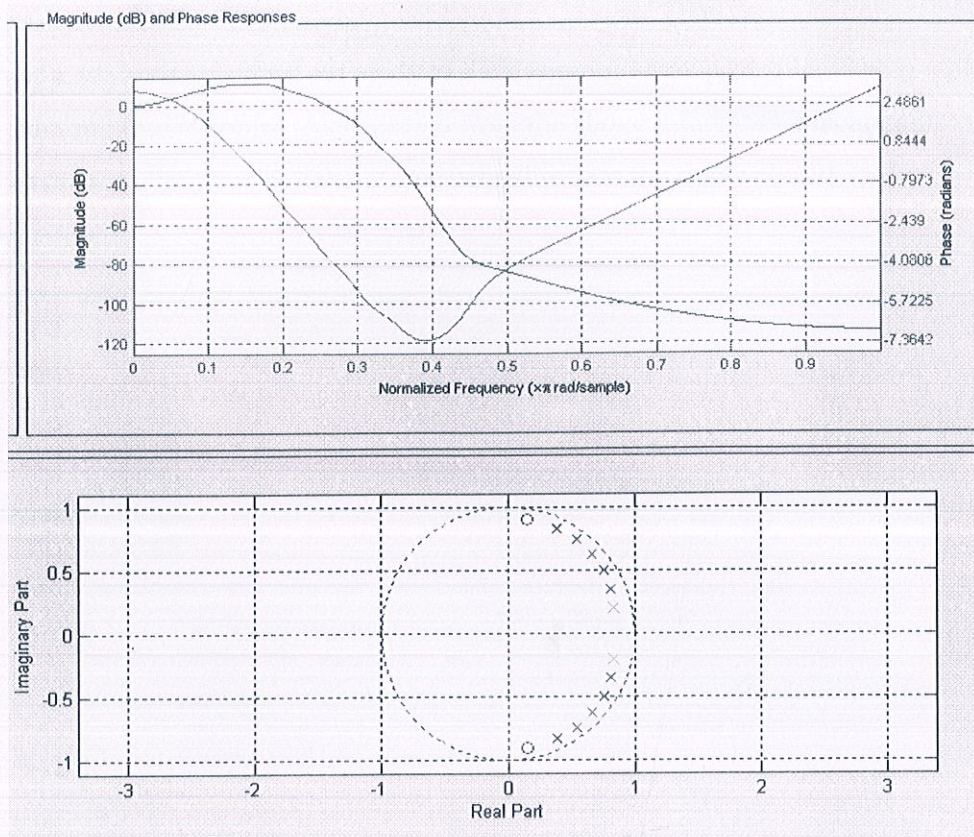 Magnitude (dB) and Phase Responses
0
-20
-40
-60
-80
-100
-120
Magnitude (dB)
2.4861
0.8444
-0.7973
-2.439
-4.0808
-5.7225
-7.3642
Phase (radians)
0 0.1 0.2 0.3 0.4 0.5 0.6 0.7 0.8 0.9
Normalized Frequency (×π rad/sample)
1
0.5
0
-0.5
-1
Imaginary Part
-3 -2 -1 0 1 2 3
Real Part